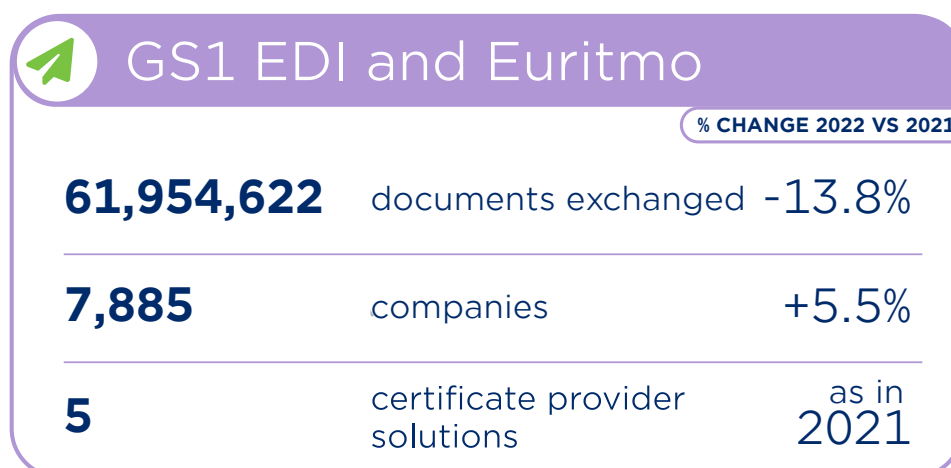 GS1 EDI and Euritmo
% CHANGE 2022 VS 2021
61,954,622 documents exchanged -13.8%
7,885 companies +5.5%
5 certificate provider solutions as in 2021